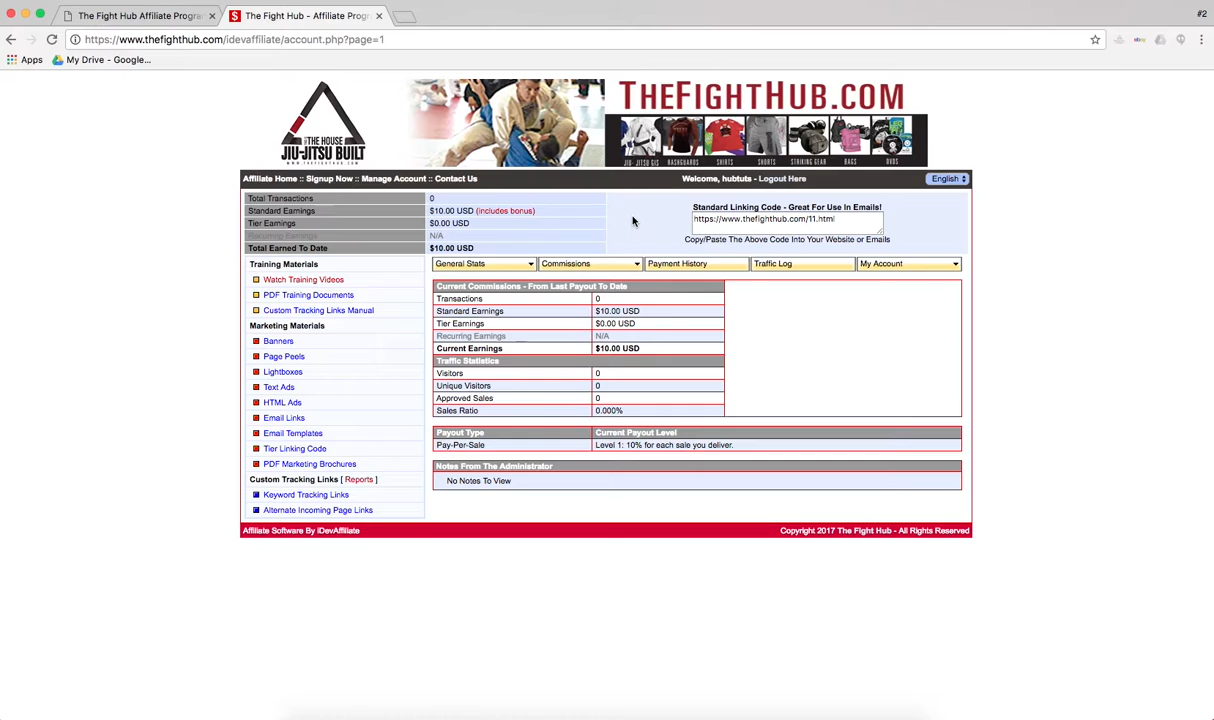 The Fight Hub Affiliate Progra
The Fight Hub - Affiliate Progr
#2
https://www.thefighthub.com/idevaffiliate/account.php?page=1
Apps
My Drive - Google...
THE HOUSE
JIU-JITSU BUILT
THEFIGHTHUB.COM
JIU-JITSU GIS RASHGUARDS SHIRTS SHORTS STRIKING GEAR BAGS DVDS
Affiliate Home :: Signup Now :: Manage Account :: Contact Us
Welcome, hubtuts - Logout Here
English
Total Transactions 0
Standard Earnings $10.00 USD (includes bonus)
Tier Earnings $0.00 USD
Recurring Earnings N/A
Total Earned To Date $10.00 USD
Standard Linking Code - Great For Use In Emails!
https://www.thefighthub.com/11.html
Copy/Paste The Above Code Into Your Website or Emails
General Stats
Commissions
Payment History
Traffic Log
My Account
Training Materials
Watch Training Videos
PDF Training Documents
Custom Tracking Links Manual
Marketing Materials
Banners
Page Peels
Lightboxes
Text Ads
HTML Ads
Email Links
Email Templates
Tier Linking Code
PDF Marketing Brochures
Custom Tracking Links [ Reports ]
Keyword Tracking Links
Alternate Incoming Page Links
Current Commissions - From Last Payout To Date
Transactions 0
Standard Earnings $10.00 USD
Tier Earnings $0.00 USD
Recurring Earnings N/A
Current Earnings $10.00 USD
Traffic Statistics
Visitors 0
Unique Visitors 0
Approved Sales 0
Sales Ratio 0.000%
Payout Type Current Payout Level
Pay-Per-Sale Level 1: 10% for each sale you deliver.
Notes From The Administrator
No Notes To View
Affiliate Software By iDevAffiliate
Copyright 2017 The Fight Hub - All Rights Reserved